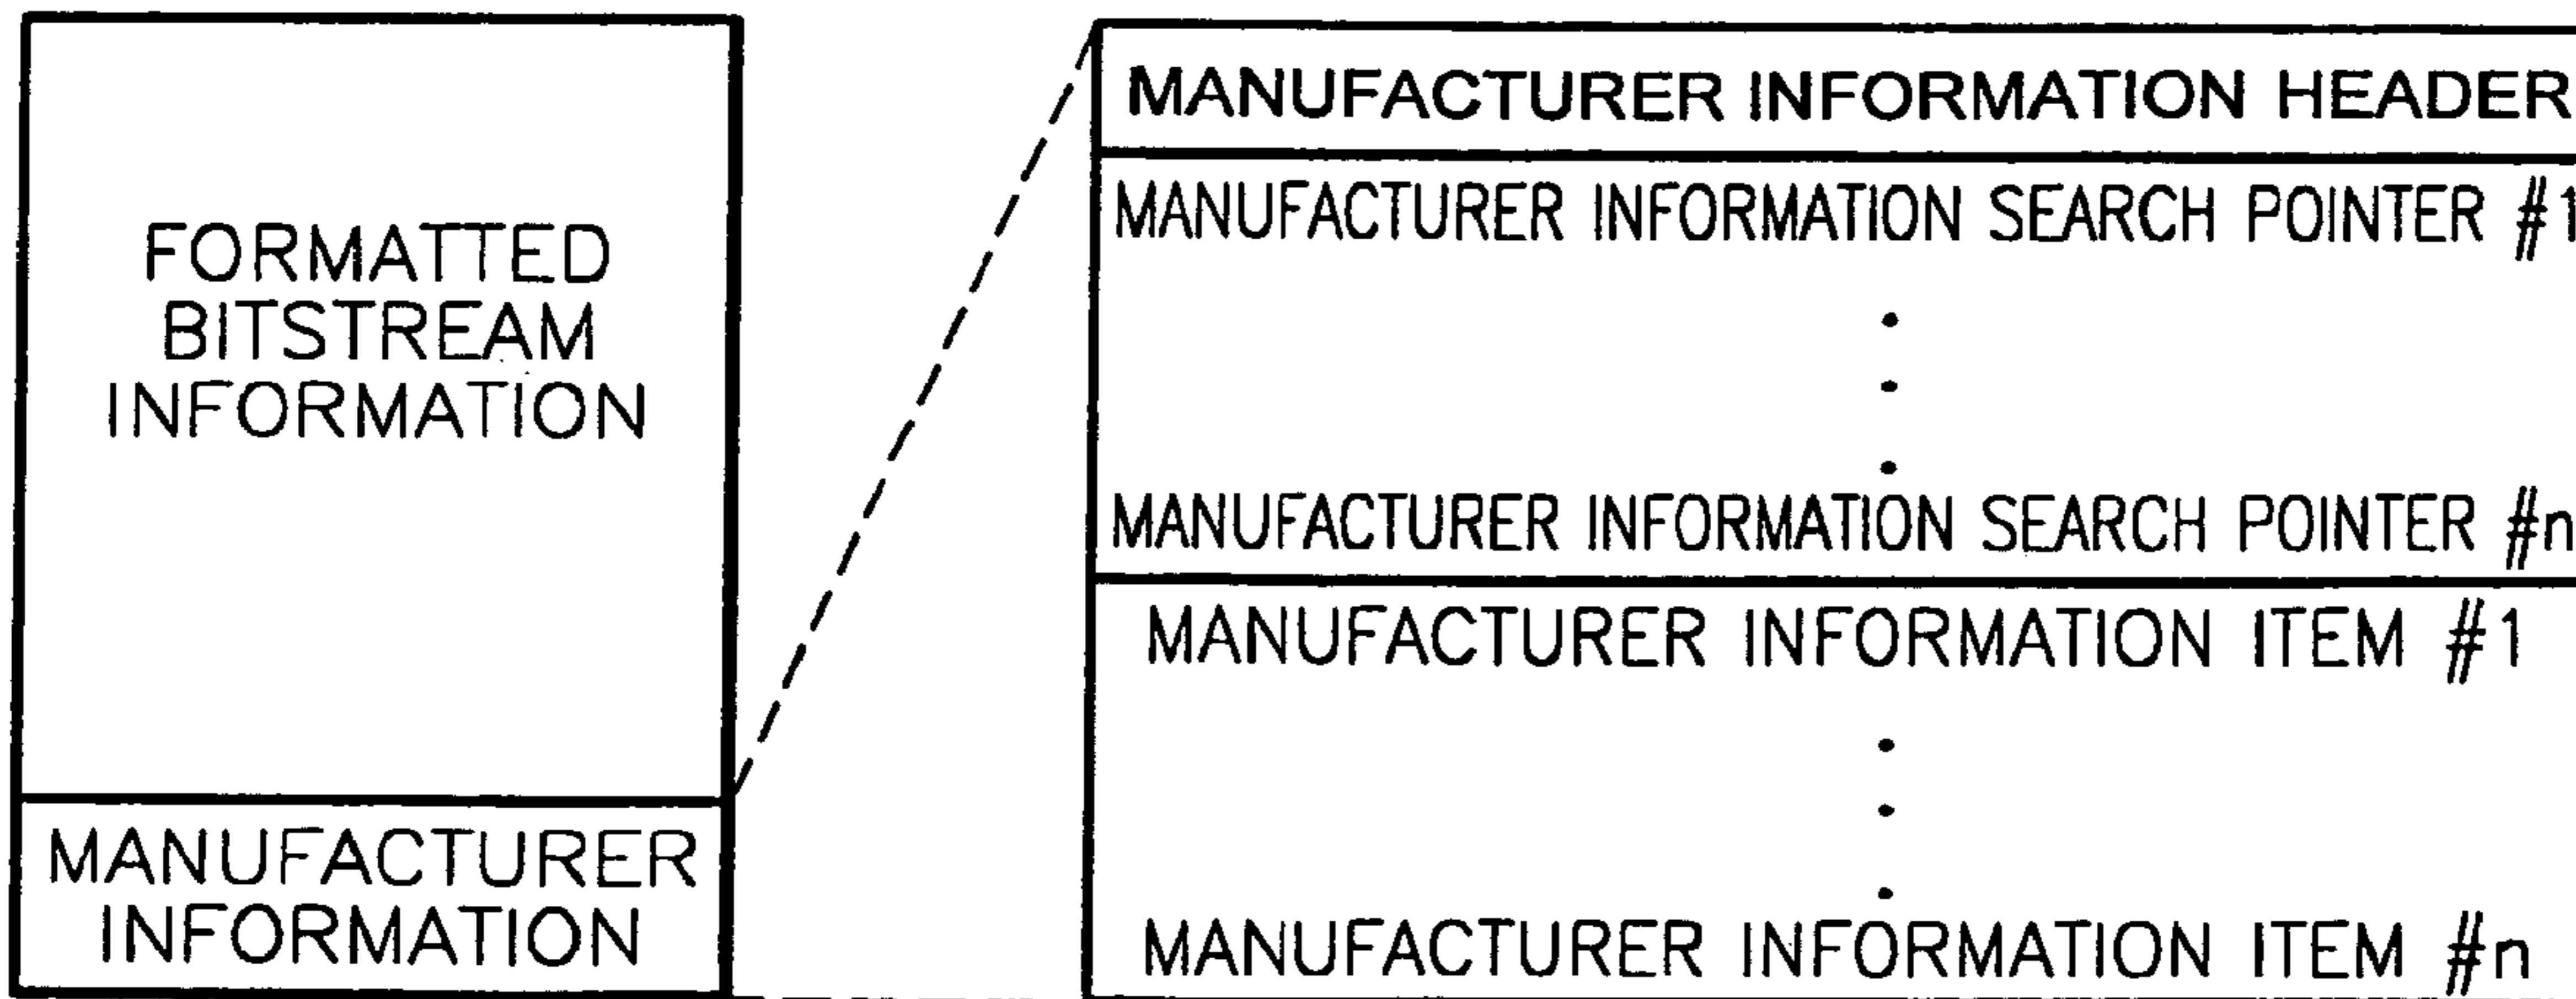 FORMATTED
BITSTREAM
INFORMATION
MANUFACTURER
INFORMATION
MANUFACTURER INFORMATION HEADER
MANUFACTURER INFORMATION SEARCH POINTER #1
MANUFACTURER INFORMATION SEARCH POINTER #n
MANUFACTURER INFORMATION ITEM #1
MANUFACTURER INFORMATION ITEM #n